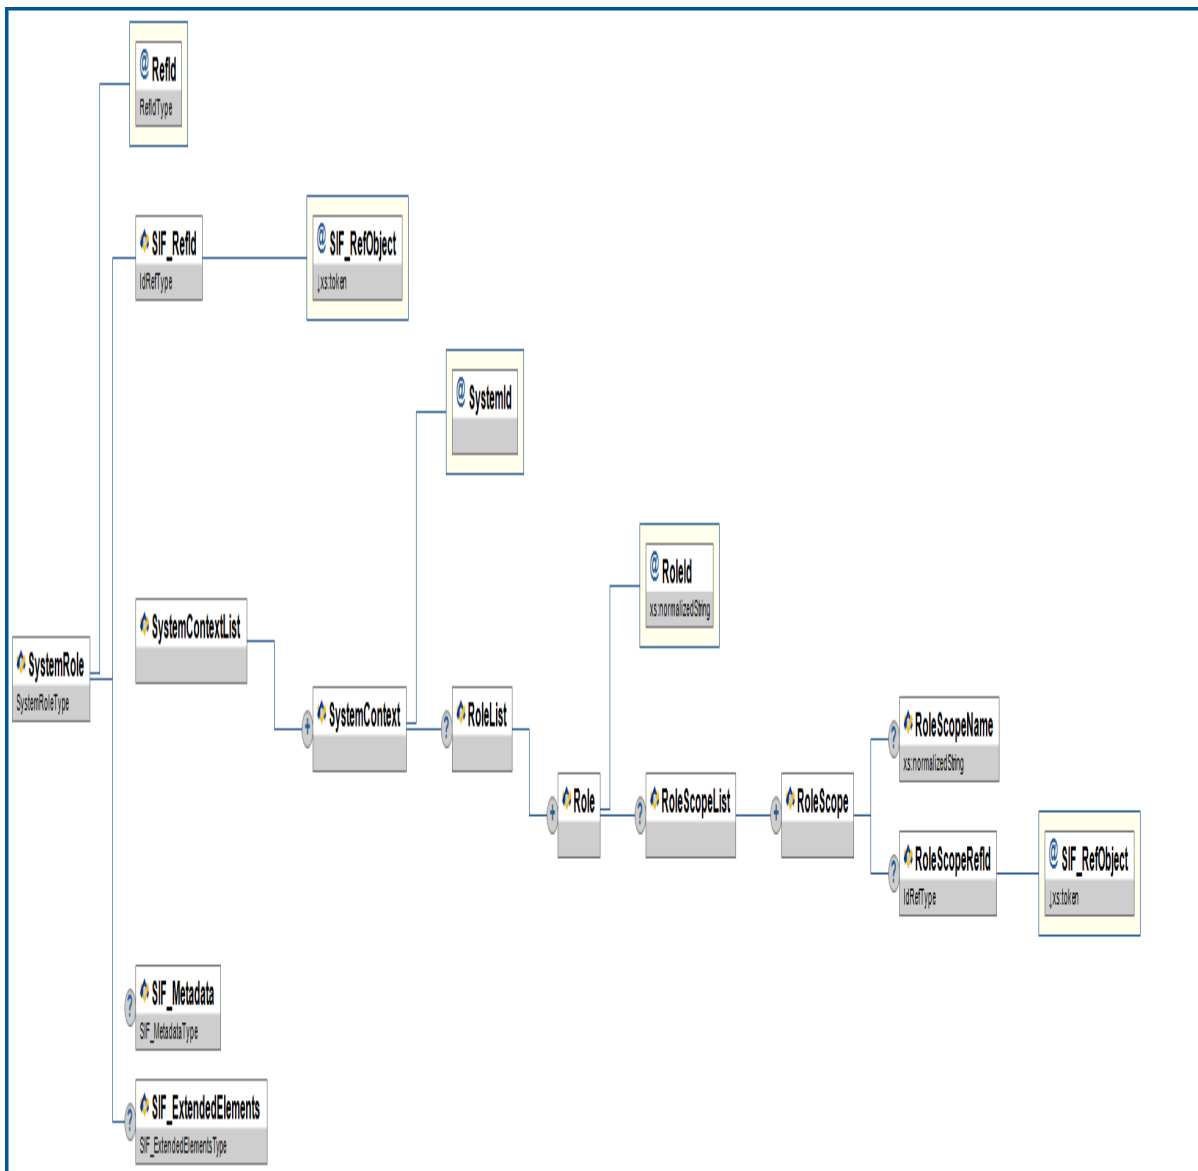 @ RefId
RefIdType
SIF_RefId
IdRefType
@ SIF_RefObject
xs:token
@ SystemId
@ RoleId
xs:normalizedString
SystemContextList
SystemRole
SystemRoleType
+ SystemContext
? RoleList
+ Role
? RoleScopeList
+ RoleScope
? RoleScopeName
xs:normalizedString
? RoleScopeRefId
IdRefType
@ SIF_RefObject
xs:token
? SIF_Metadata
SIF_MetadataType
? SIF_ExtendedElements
SIF_ExtendedElementsType